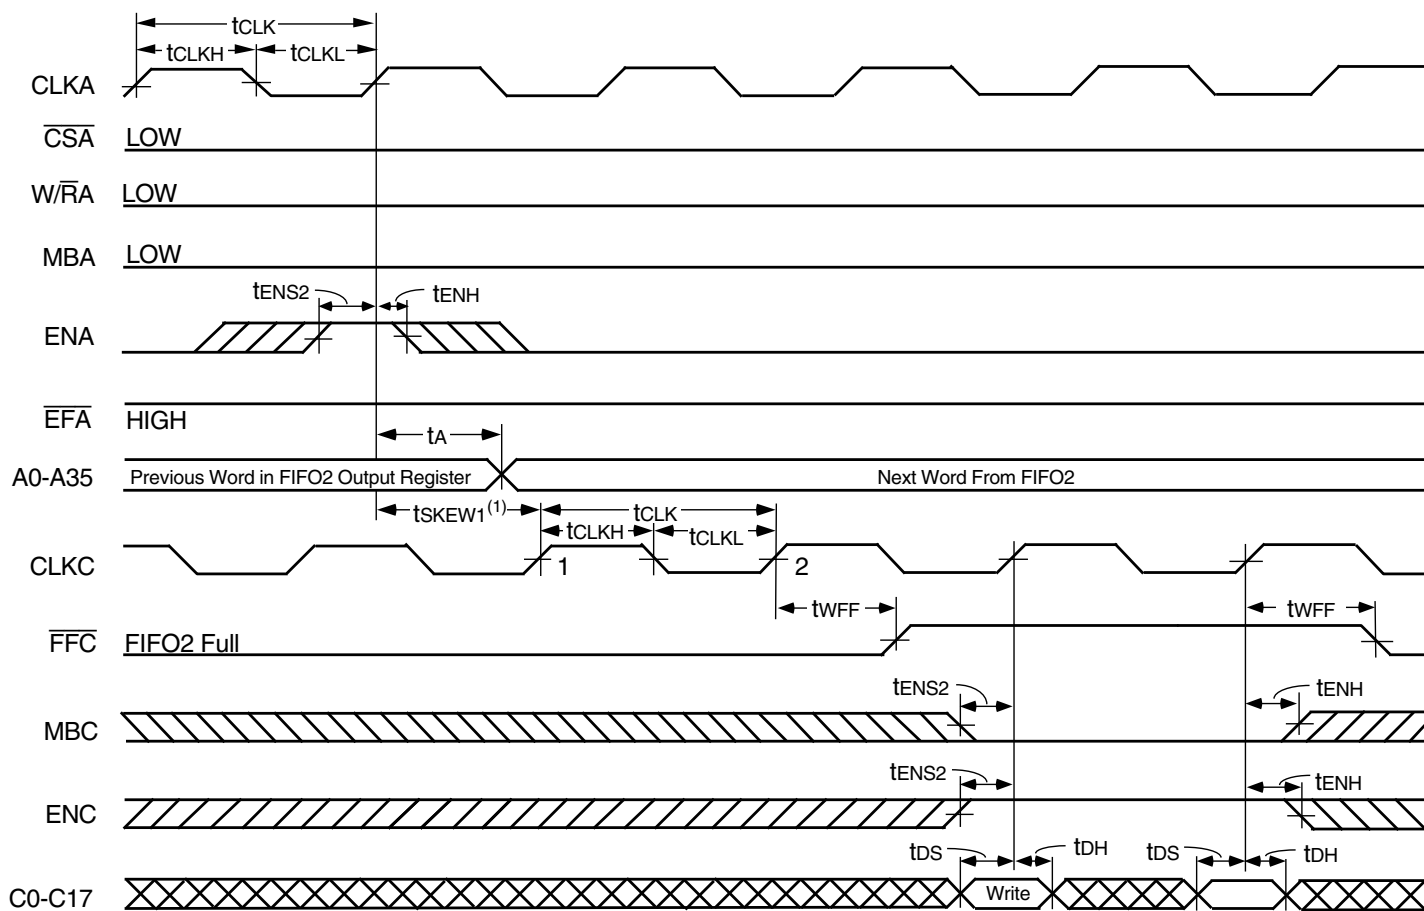 tCLK
tCLKH tCLKL
CLKA
CSA LOW
W/RA LOW
MBA LOW
tENS2 tENH
ENA
EFA HIGH
tA
A0-A35 Previous Word in FIFO2 Output Register Next Word From FIFO2
tSKEW1(1) tCLK
tCLKH tCLKL
CLKC 1 2
tWFF tWFF
FFC FIFO2 Full
tENS2 tENH
MBC
tENS2 tENH
ENC
tDS tDH tDS tDH
C0-C17 Write